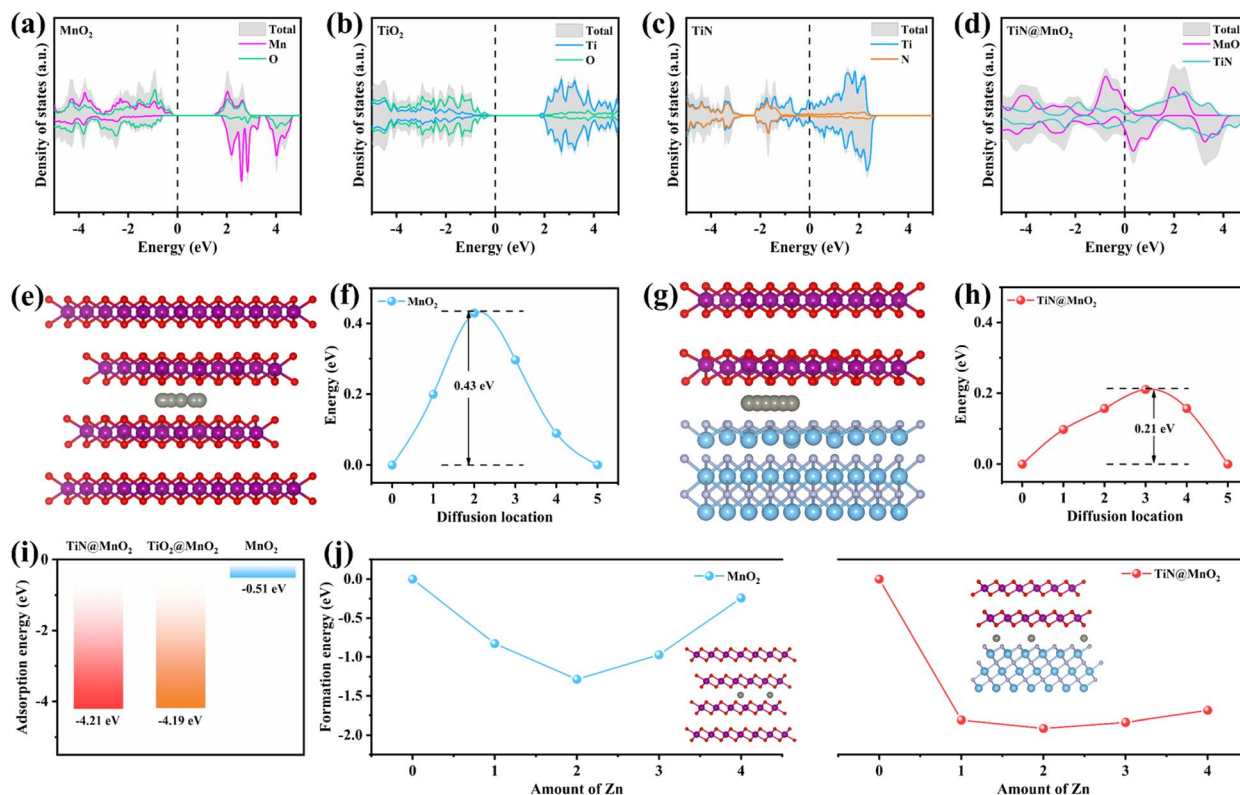 (a)
MnO₂
Total
Mn
O
Density of states (a.u.)
-4 -2 0 2 4
Energy (eV)
(b)
TiO₂
Total
Ti
O
Density of states (a.u.)
-4 -2 0 2 4
Energy (eV)
(c)
TiN
Total
Ti
N
Density of states (a.u.)
-4 -2 0 2 4
Energy (eV)
(d)
TiN@MnO₂
Total
MnO
TiN
Density of states (a.u.)
-4 -2 0 2 4
Energy (eV)
(e)
(f)
MnO₂
Energy (eV)
0.4
0.2
0.0
0.43 eV
0 1 2 3 4 5
Diffusion location
(g)
(h)
TiN@MnO₂
Energy (eV)
0.4
0.2
0.0
0.21 eV
0 1 2 3 4 5
Diffusion location
(i)
TiN@MnO₂ TiO₂@MnO₂ MnO₂
Adsorption energy (eV)
0
-2
-4
-4.21 eV
-4.19 eV
-0.51 eV
(j)
MnO₂
Formation energy (eV)
0.0
-0.5
-1.0
-1.5
-2.0
0 1 2 3 4
Amount of Zn
TiN@MnO₂
0 1 2 3 4
Amount of Zn